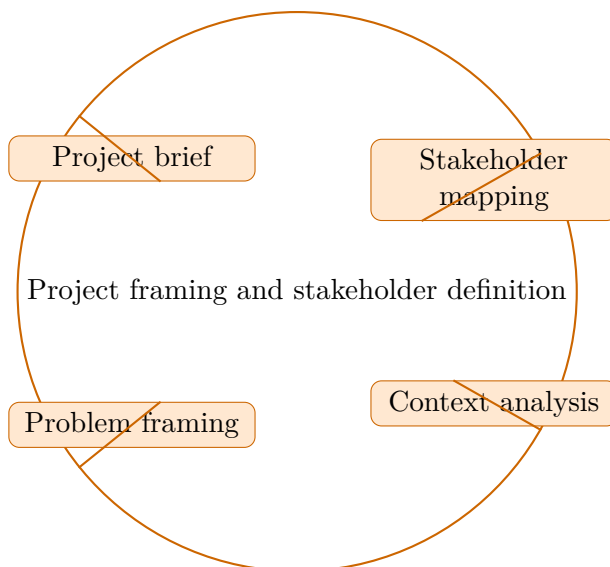 Project brief
Stakeholder
mapping
Project framing and stakeholder definition
Problem framing
Context analysis